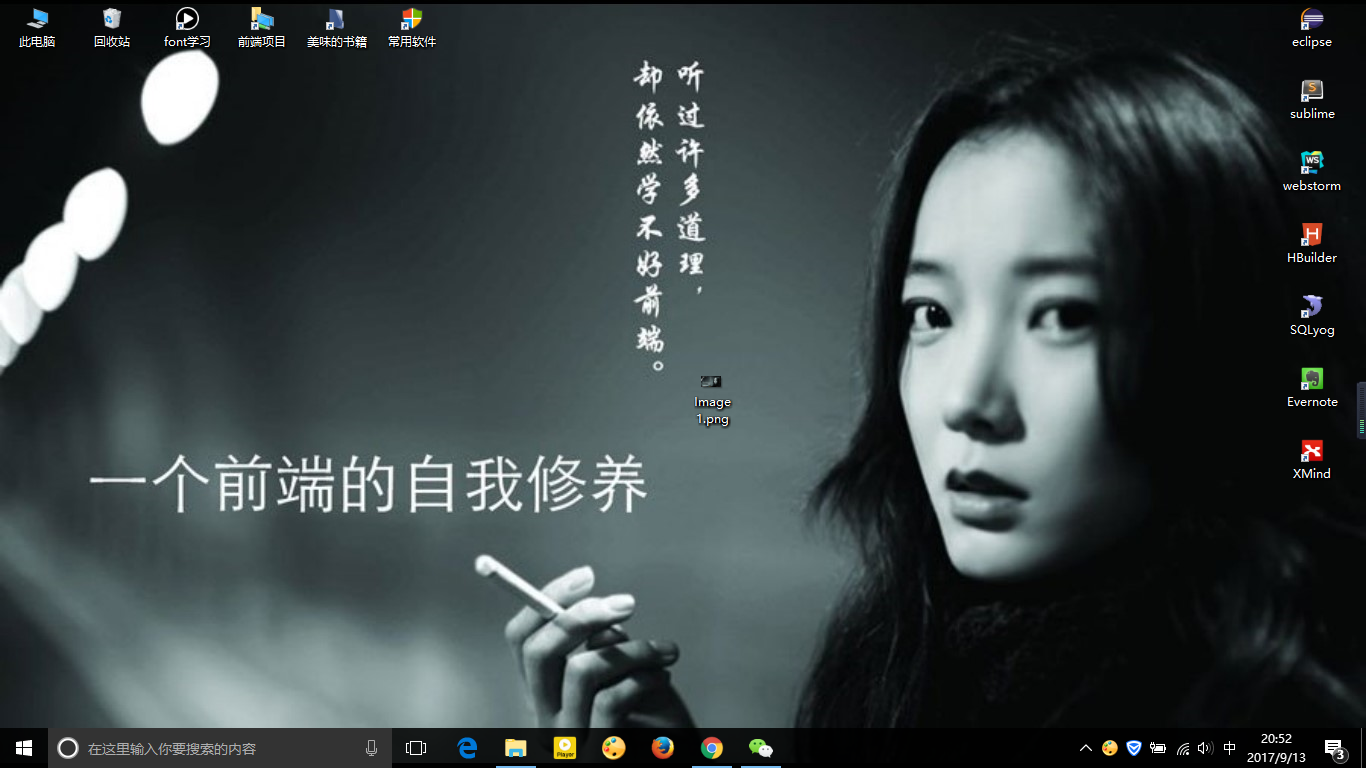 此电脑
回收站
font学习
前端项目
美味的书籍
常用软件
eclipse
sublime
webstorm
HBuilder
SQLyog
Evernote
XMind
听过许多道理，
却依然学不好前端。
Image
1.png
一个前端的自我修养
在这里输入你要搜索的内容
Player
中
20:52
2017/9/13
3